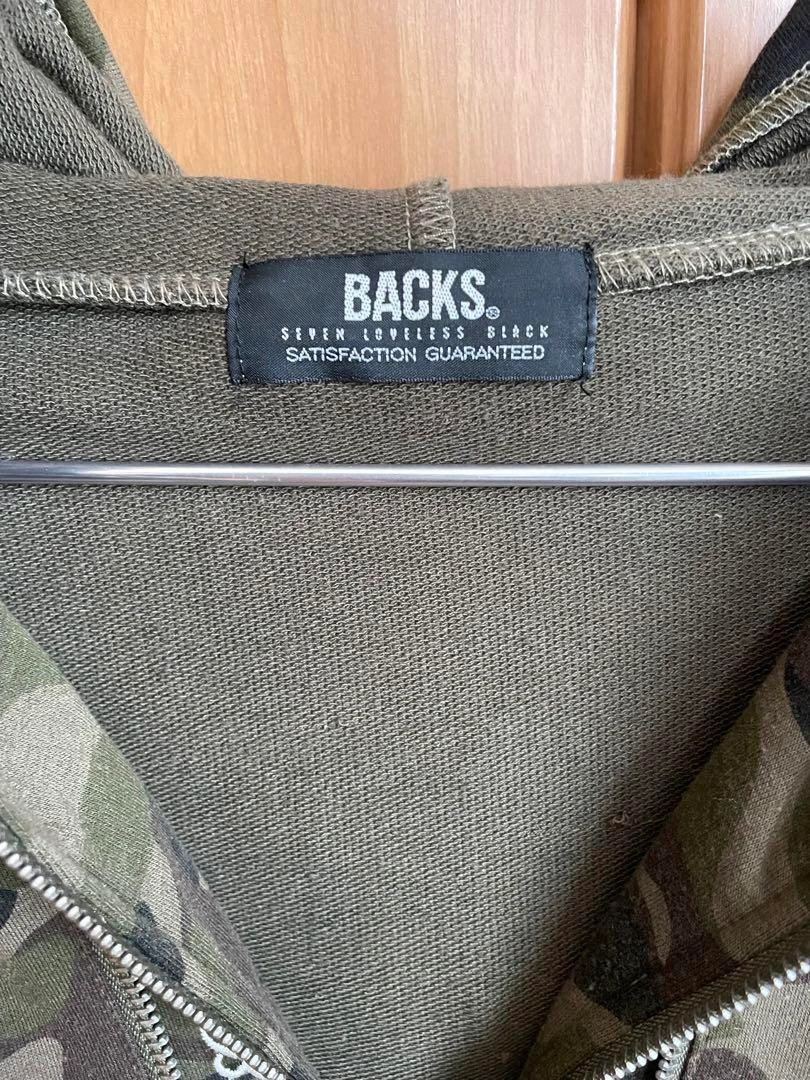 BACKS®
SEVEN LOVELESS BLACK
SATISFACTION GUARANTEED